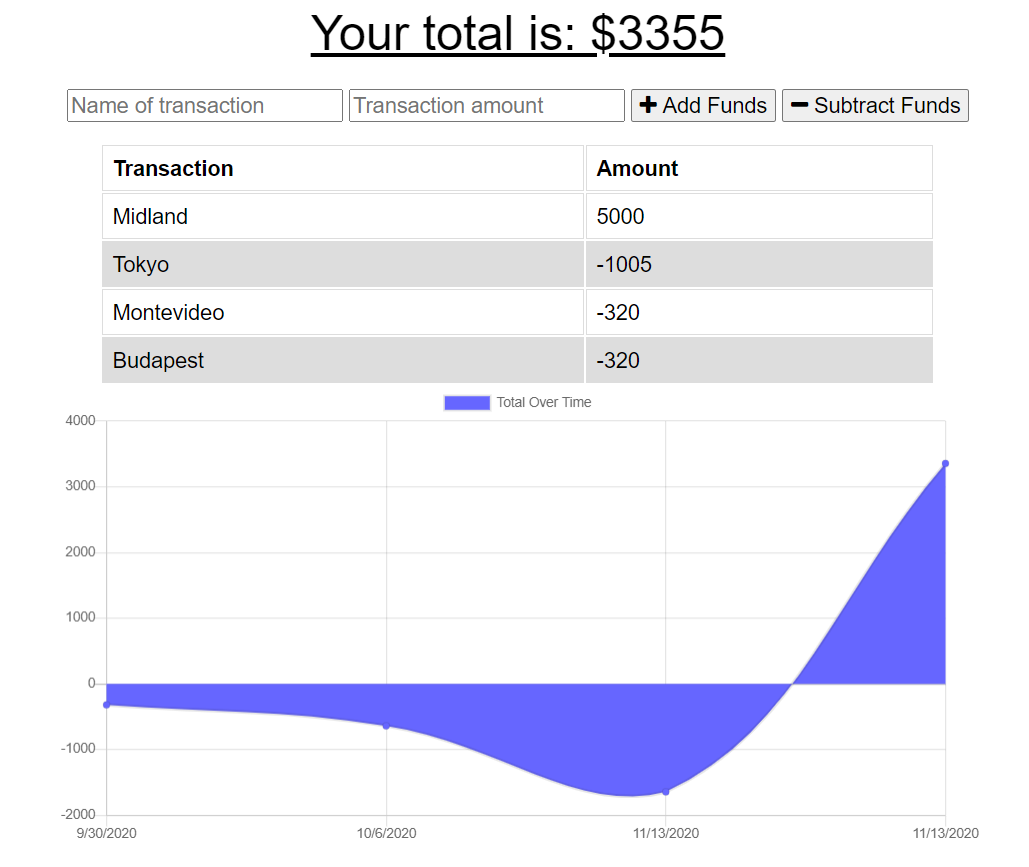 Your total is: $3355
Name of transaction Transaction amount + Add Funds − Subtract Funds
Transaction Amount
Midland 5000
Tokyo -1005
Montevideo -320
Budapest -320
Total Over Time
4000
3000
2000
1000
0
-1000
-2000
9/30/2020 10/6/2020 11/13/2020 11/13/2020